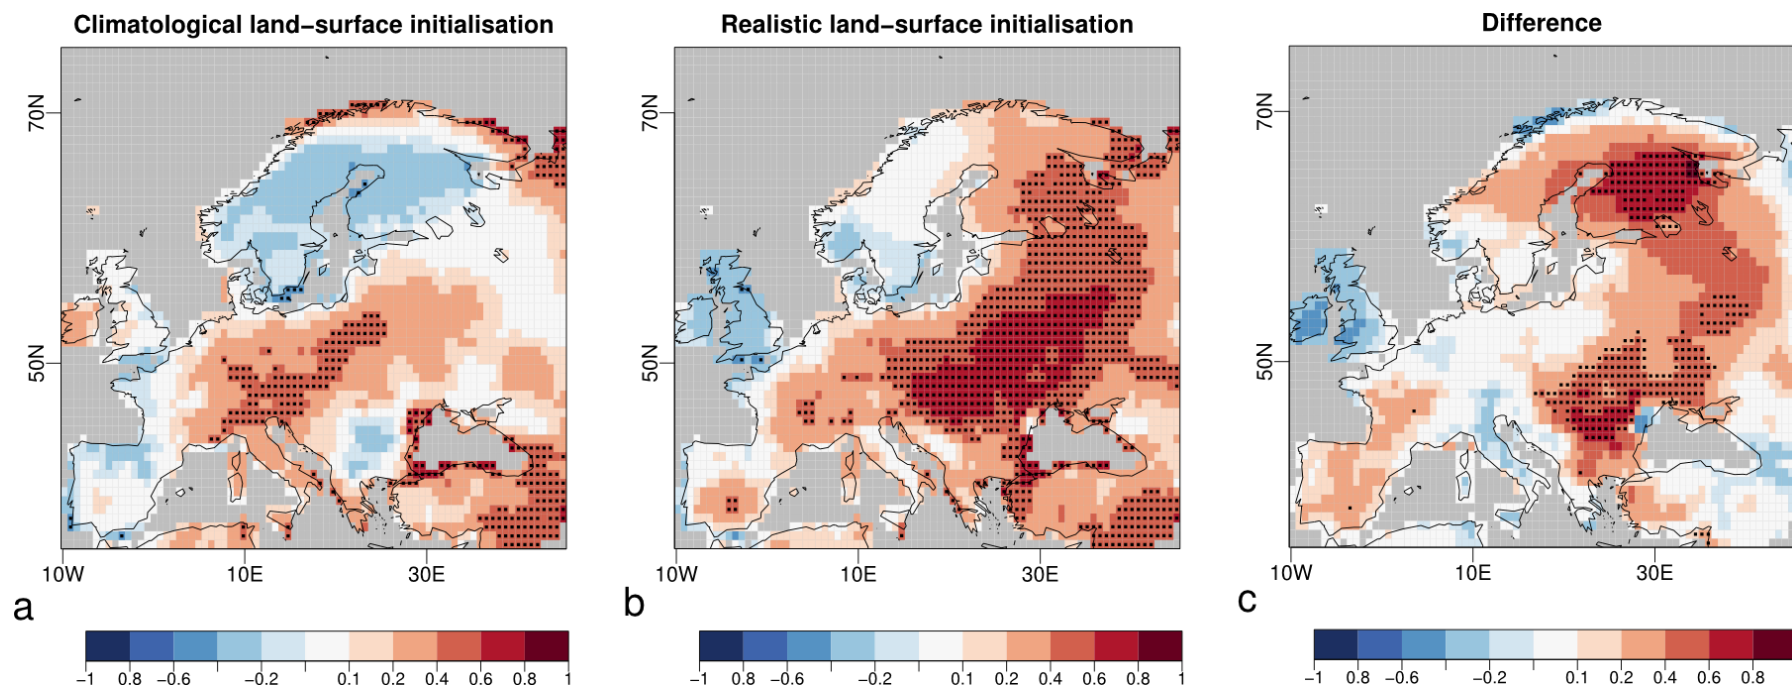 Climatological land−surface initialisation
Realistic land−surface initialisation
Difference
70N
50N
10W 10E 30E
a
−1 0.8 −0.6 −0.2 0.1 0.2 0.4 0.6 0.8 1
70N
50N
10W 10E 30E
b
−1 0.8 −0.6 −0.2 0.1 0.2 0.4 0.6 0.8 1
70N
50N
10W 10E 30E
c
−1 0.8 −0.6 −0.2 0.1 0.2 0.4 0.6 0.8